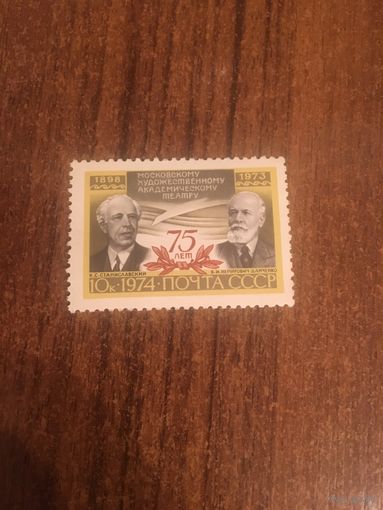 1898
МОСКОВСКОМУ
ХУДОЖЕСТВЕННОМУ
АКАДЕМИЧЕСКОМУ
ТЕАТРУ
1973
75
ЛЕТ
К.С.СТАНИСЛАВСКИЙ
В.И.НЕМИРОВИЧ-ДАНЧЕНКО
10к·1974·ПОЧТА СССР